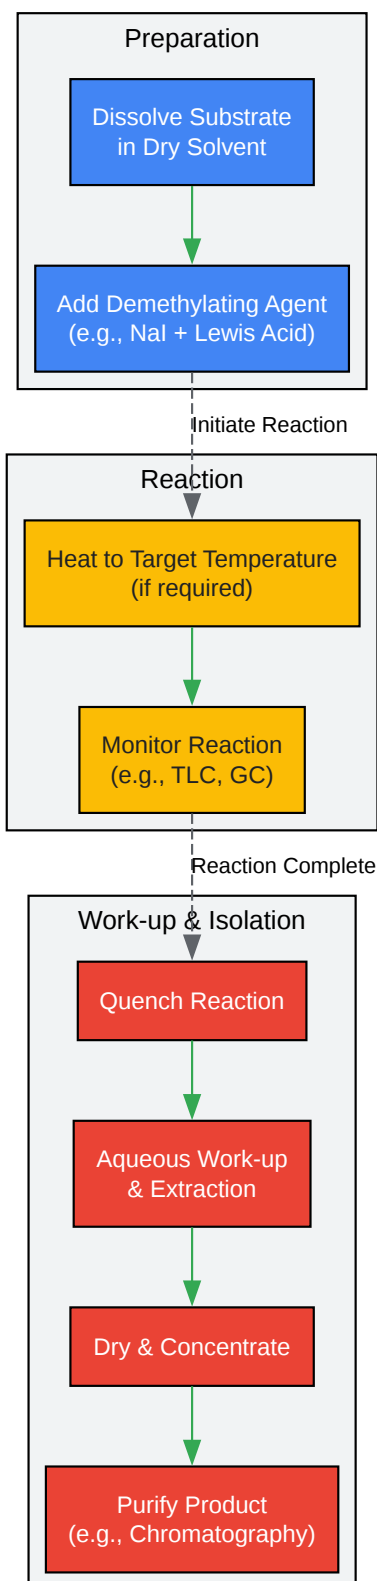 Preparation
Dissolve Substrate
in Dry Solvent
Add Demethylating Agent
(e.g., NaI + Lewis Acid)
Initiate Reaction
Reaction
Heat to Target Temperature
(if required)
Monitor Reaction
(e.g., TLC, GC)
Reaction Complete
Work-up & Isolation
Quench Reaction
Aqueous Work-up
& Extraction
Dry & Concentrate
Purify Product
(e.g., Chromatography)